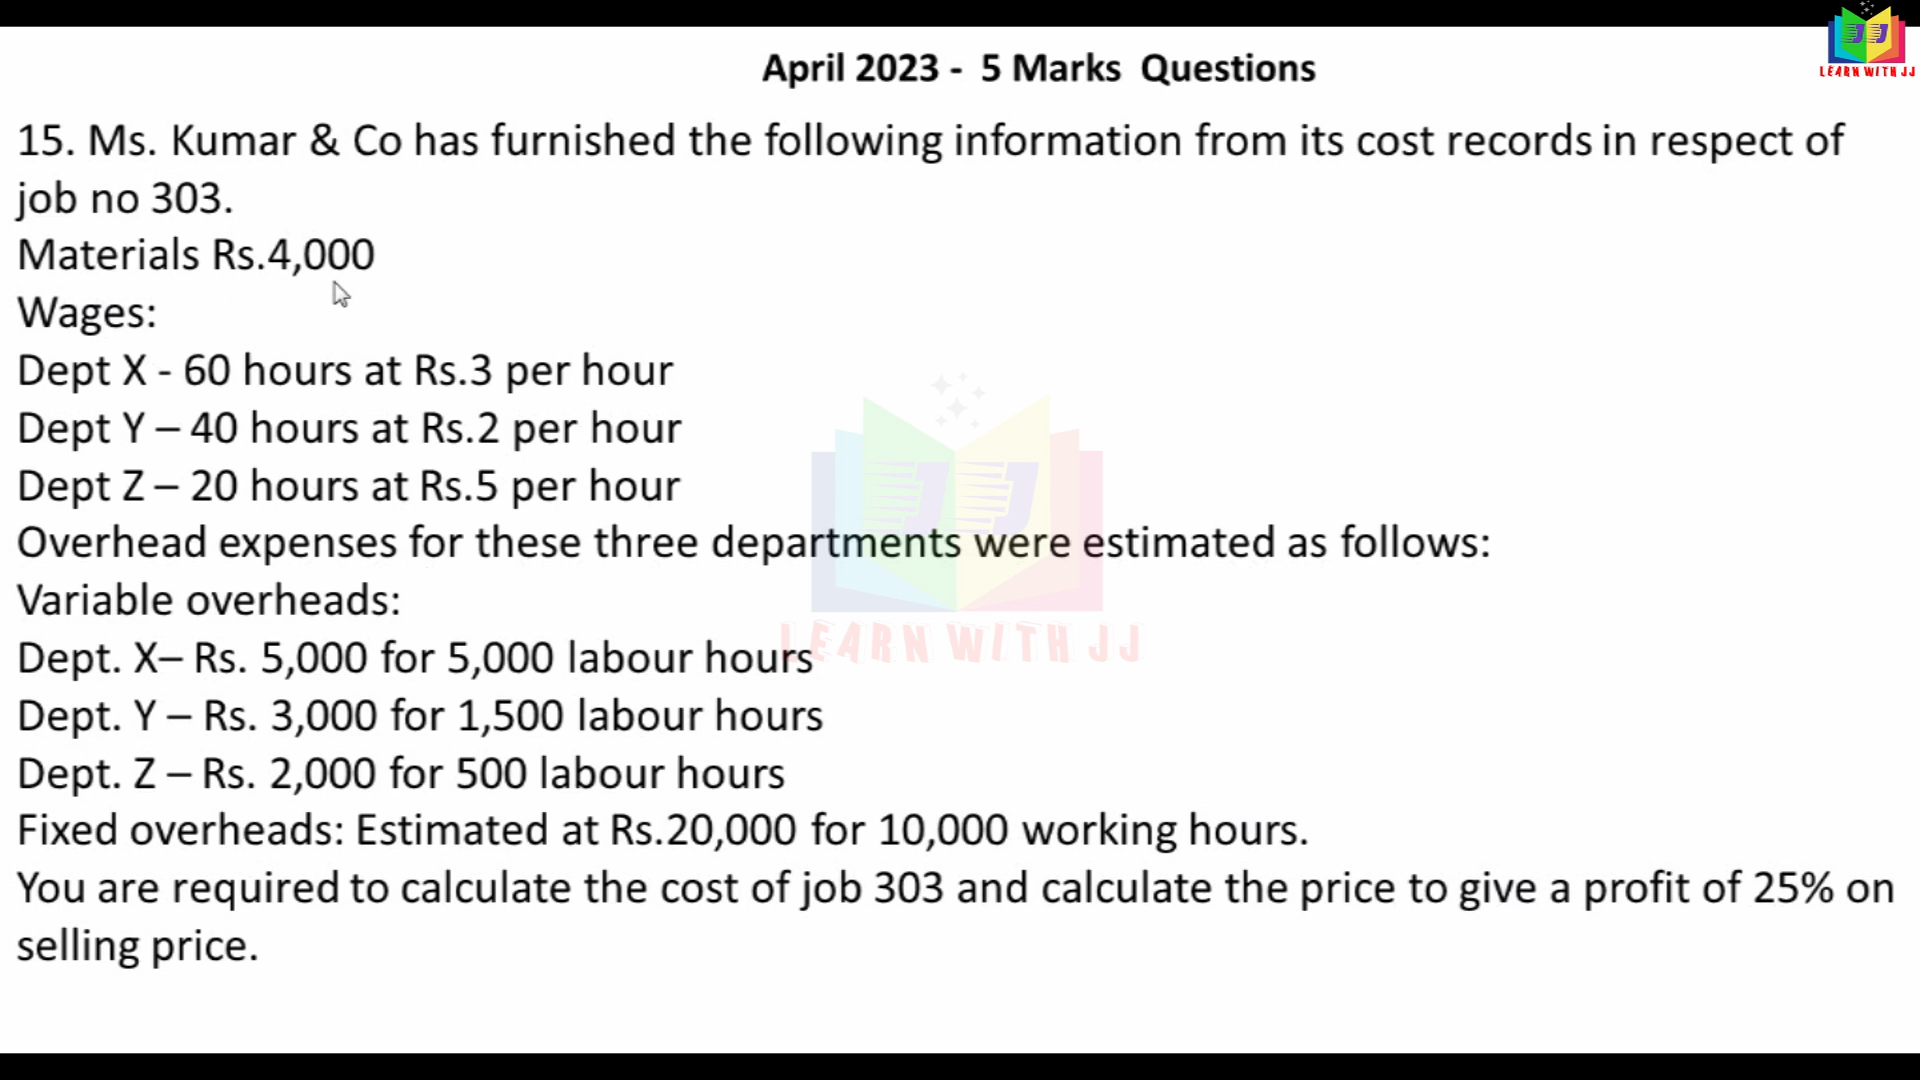 April 2023 - 5 Marks Questions
15. Ms. Kumar & Co has furnished the following information from its cost records in respect of
job no 303.
Materials Rs.4,000
Wages:
Dept X - 60 hours at Rs.3 per hour
Dept Y – 40 hours at Rs.2 per hour
Dept Z – 20 hours at Rs.5 per hour
Overhead expenses for these three departments were estimated as follows:
Variable overheads:
Dept. X– Rs. 5,000 for 5,000 labour hours
Dept. Y – Rs. 3,000 for 1,500 labour hours
Dept. Z – Rs. 2,000 for 500 labour hours
Fixed overheads: Estimated at Rs.20,000 for 10,000 working hours.
You are required to calculate the cost of job 303 and calculate the price to give a profit of 25% on
selling price.
JJ
LEARN WITH JJ
JJ
LEARN WITH JJ